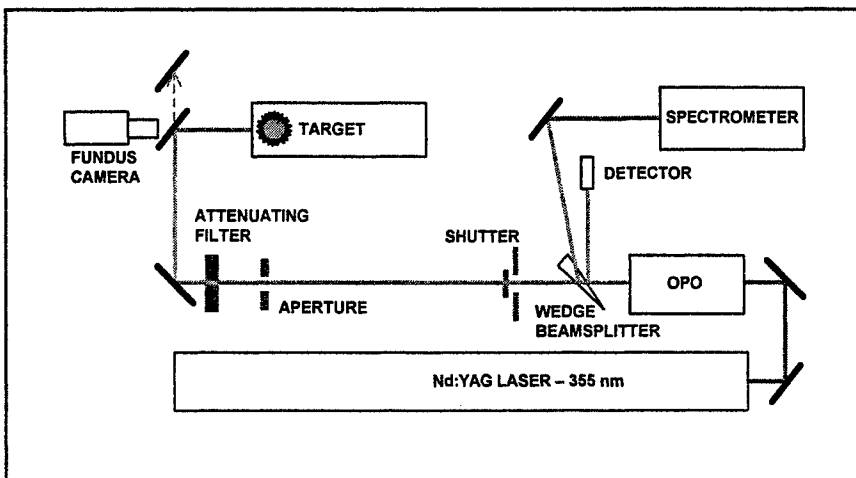 TARGET
SPECTROMETER
FUNDUS
CAMERA
DETECTOR
ATTENUATING
FILTER
SHUTTER
APERTURE
OPO
WEDGE
BEAMSPLITTER
Nd:YAG LASER – 355 nm